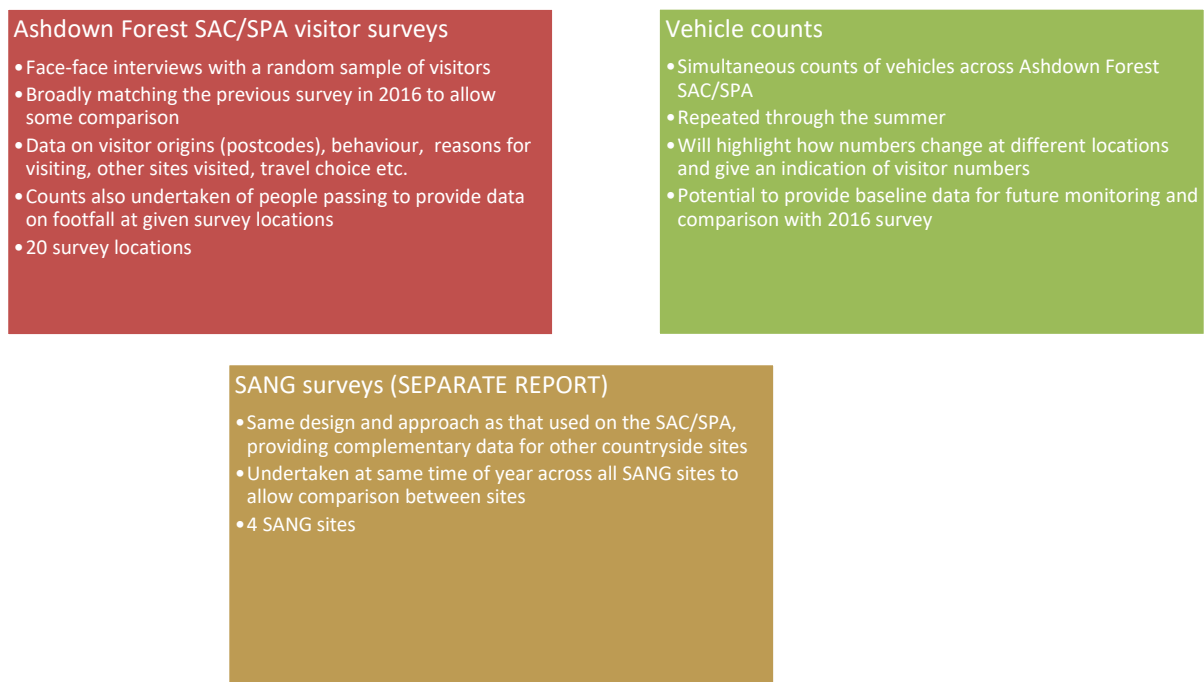 Ashdown Forest SAC/SPA visitor surveys
•Face-face interviews with a random sample of visitors
•Broadly matching the previous survey in 2016 to allow
some comparison
•Data on visitor origins (postcodes), behaviour, reasons for
visiting, other sites visited, travel choice etc.
•Counts also undertaken of people passing to provide data
on footfall at given survey locations
•20 survey locations
Vehicle counts
•Simultaneous counts of vehicles across Ashdown Forest
SAC/SPA
•Repeated through the summer
•Will highlight how numbers change at different locations
and give an indication of visitor numbers
•Potential to provide baseline data for future monitoring and
comparison with 2016 survey
SANG surveys (SEPARATE REPORT)
•Same design and approach as that used on the SAC/SPA,
providing complementary data for other countryside sites
•Undertaken at same time of year across all SANG sites to
allow comparison between sites
•4 SANG sites